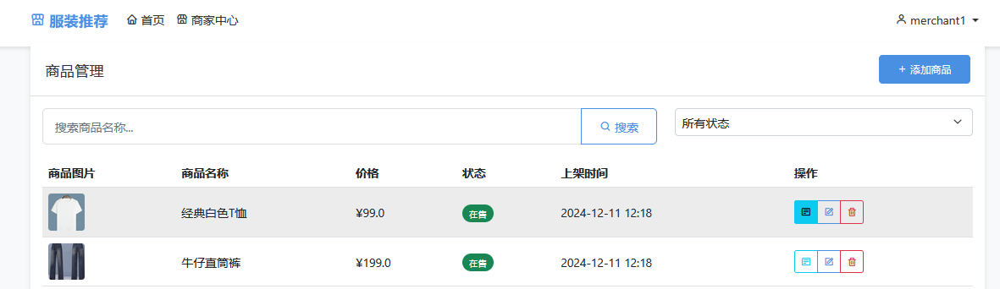 服装推荐 首页 商家中心 merchant1
商品管理 + 添加商品
搜索商品名称... 搜索 所有状态
商品图片 商品名称 价格 状态 上架时间 操作
经典白色T恤 ¥99.0 在售 2024-12-11 12:18
牛仔直筒裤 ¥199.0 在售 2024-12-11 12:18